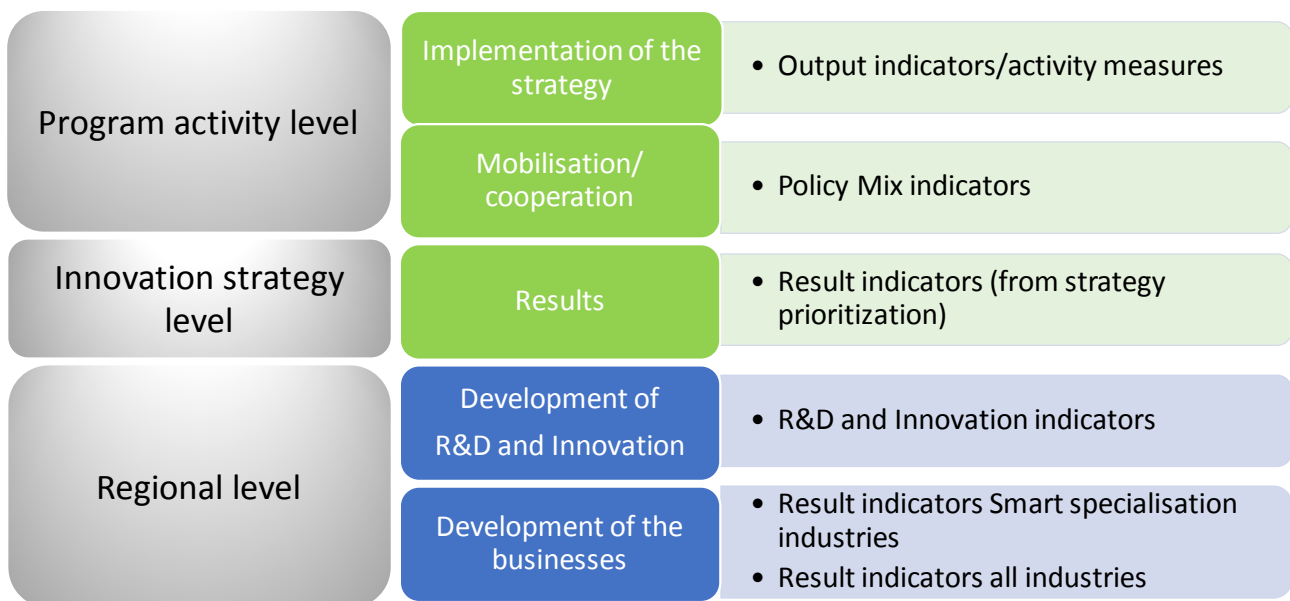 Program activity level
Implementation of the
strategy
• Output indicators/activity measures
Mobilisation/
cooperation
• Policy Mix indicators
Innovation strategy
level
Results
• Result indicators (from strategy
prioritization)
Regional level
Development of
R&D and Innovation
• R&D and Innovation indicators
Development of the
businesses
• Result indicators Smart specialisation
industries
• Result indicators all industries